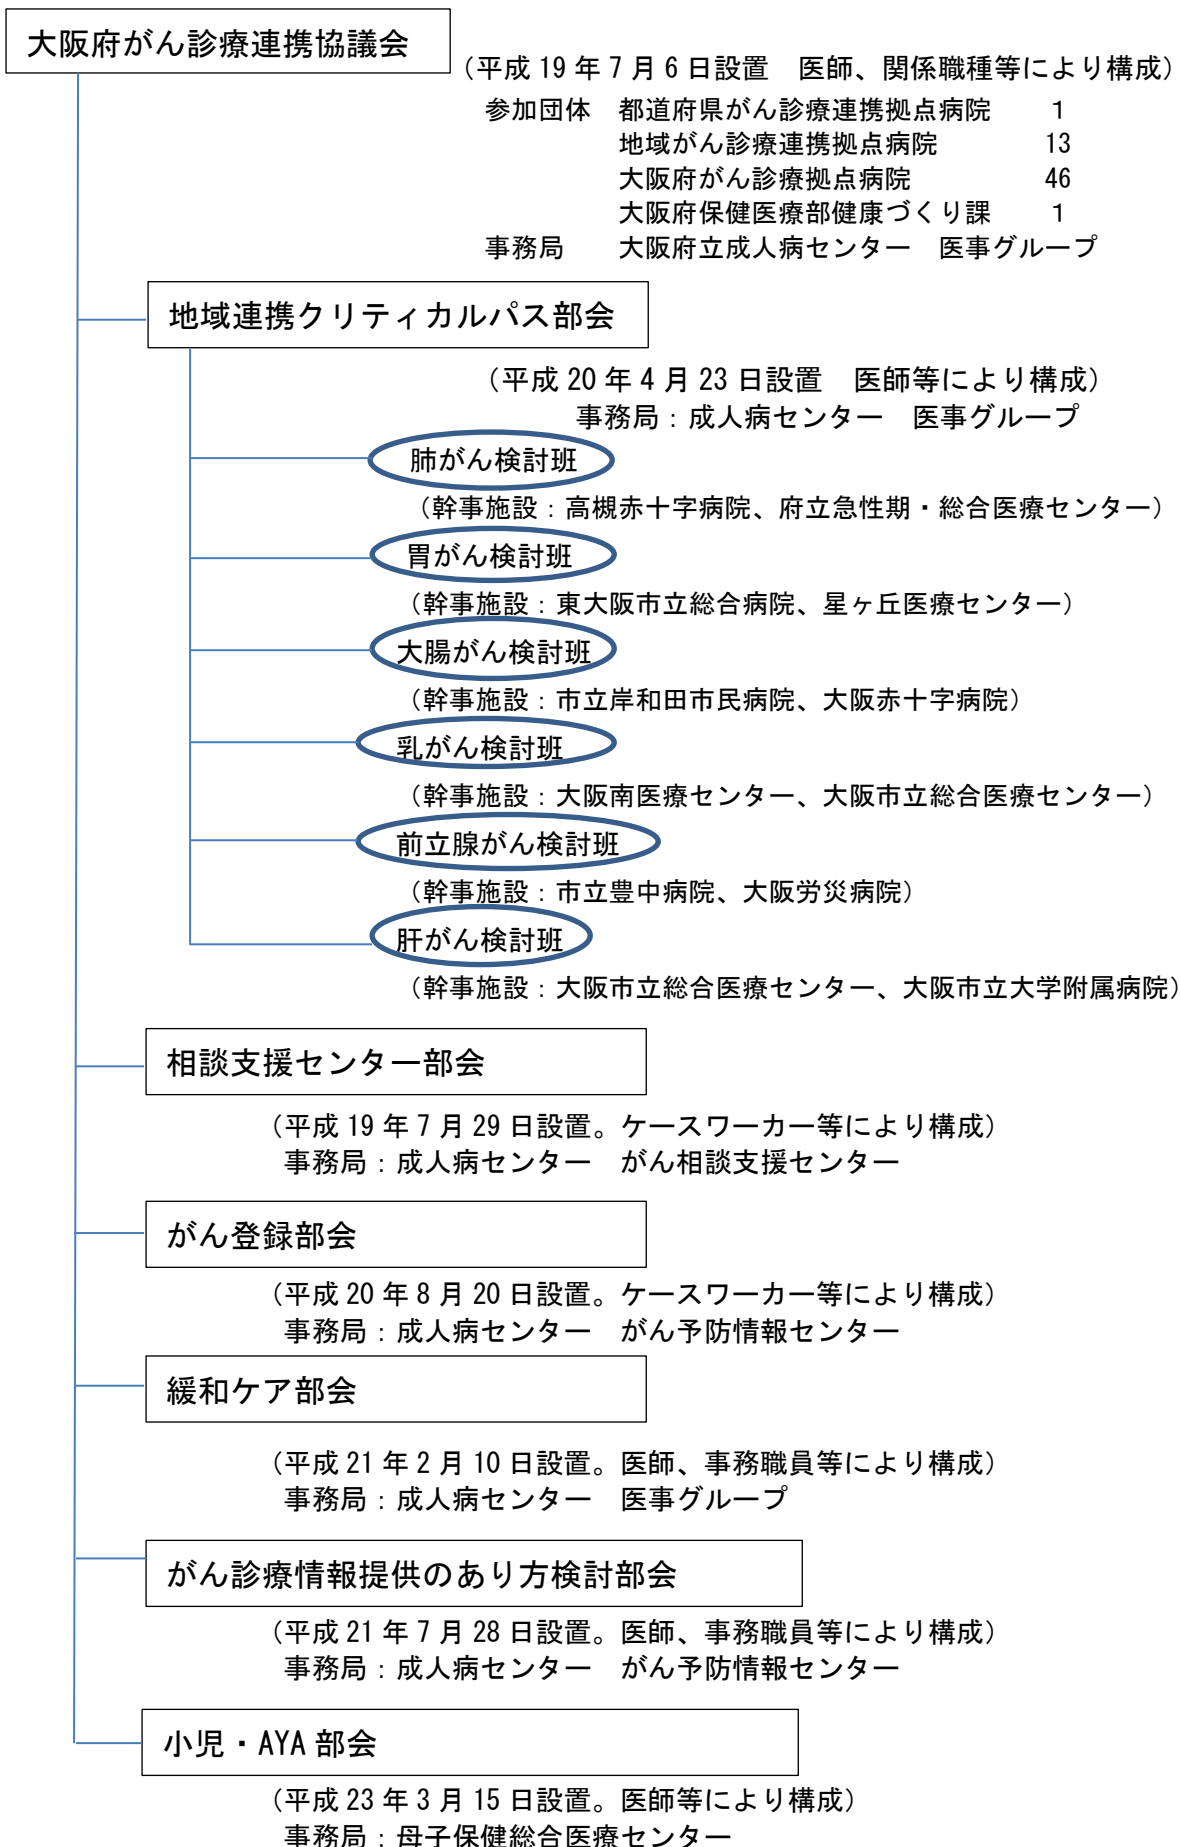 大阪府がん診療連携協議会
（平成 19 年 7 月 6 日設置　医師、関係職種等により構成）
参加団体　都道府県がん診療連携拠点病院　1
地域がん診療連携拠点病院　13
大阪府がん診療拠点病院　46
大阪府保健医療部健康づくり課　1
事務局　大阪府立成人病センター　医事グループ
地域連携クリティカルパス部会
（平成 20 年 4 月 23 日設置　医師等により構成）
事務局：成人病センター　医事グループ
肺がん検討班
（幹事施設：高槻赤十字病院、府立急性期・総合医療センター）
胃がん検討班
（幹事施設：東大阪市立総合病院、星ヶ丘医療センター）
大腸がん検討班
（幹事施設：市立岸和田市民病院、大阪赤十字病院）
乳がん検討班
（幹事施設：大阪南医療センター、大阪市立総合医療センター）
前立腺がん検討班
（幹事施設：市立豊中病院、大阪労災病院）
肝がん検討班
（幹事施設：大阪市立総合医療センター、大阪市立大学附属病院）
相談支援センター部会
（平成 19 年 7 月 29 日設置。ケースワーカー等により構成）
事務局：成人病センター　がん相談支援センター
がん登録部会
（平成 20 年 8 月 20 日設置。ケースワーカー等により構成）
事務局：成人病センター　がん予防情報センター
緩和ケア部会
（平成 21 年 2 月 10 日設置。医師、事務職員等により構成）
事務局：成人病センター　医事グループ
がん診療情報提供のあり方検討部会
（平成 21 年 7 月 28 日設置。医師、事務職員等により構成）
事務局：成人病センター　がん予防情報センター
小児・AYA 部会
（平成 23 年 3 月 15 日設置。医師等により構成）
事務局：母子保健総合医療センター